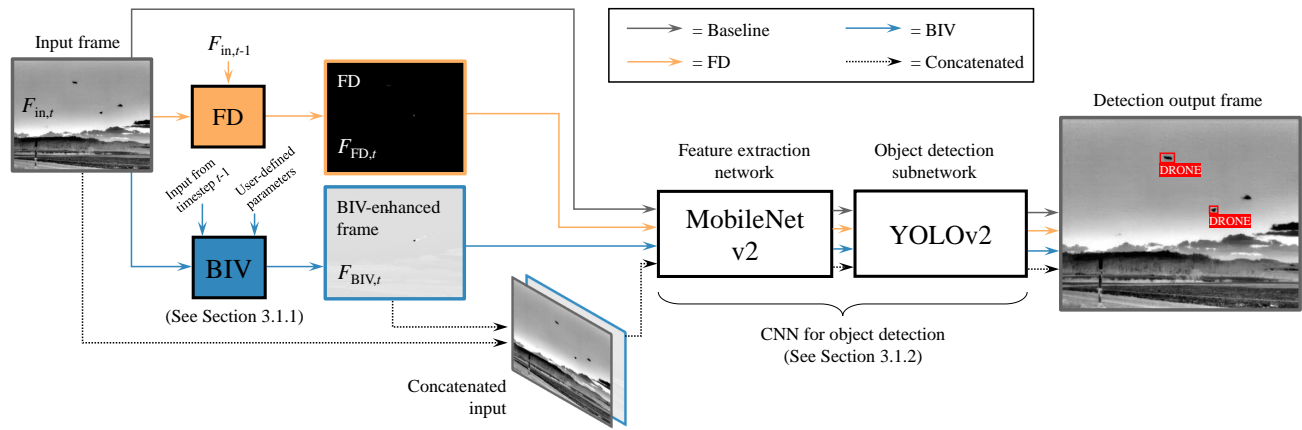 Input frame
F_in,t
F_in,t-1
FD
Input from
timestep t-1
User-defined
parameters
BIV
(See Section 3.1.1)
FD
F_FD,t
BIV-enhanced
frame
F_BIV,t
Concatenated
input
= Baseline
= BIV
= FD
= Concatenated
Feature extraction
network
MobileNet
v2
Object detection
subnetwork
YOLOv2
CNN for object detection
(See Section 3.1.2)
Detection output frame
DRONE
DRONE